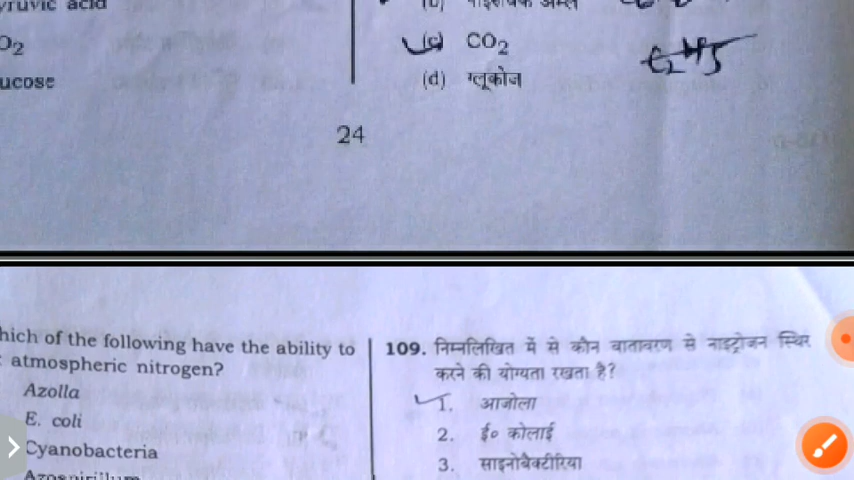 ucose
(c) CO₂
(d) ग्लूकोज
24
hich of the following have the ability to
atmospheric nitrogen?
Azolla
E. coli
Cyanobacteria
109. निम्नलिखित में से कौन वातावरण से नाइट्रोजन स्थिर
करने की योग्यता रखता है?
1. आजोला
2. ई० कोलाई
3. साइनोबैक्टीरिया